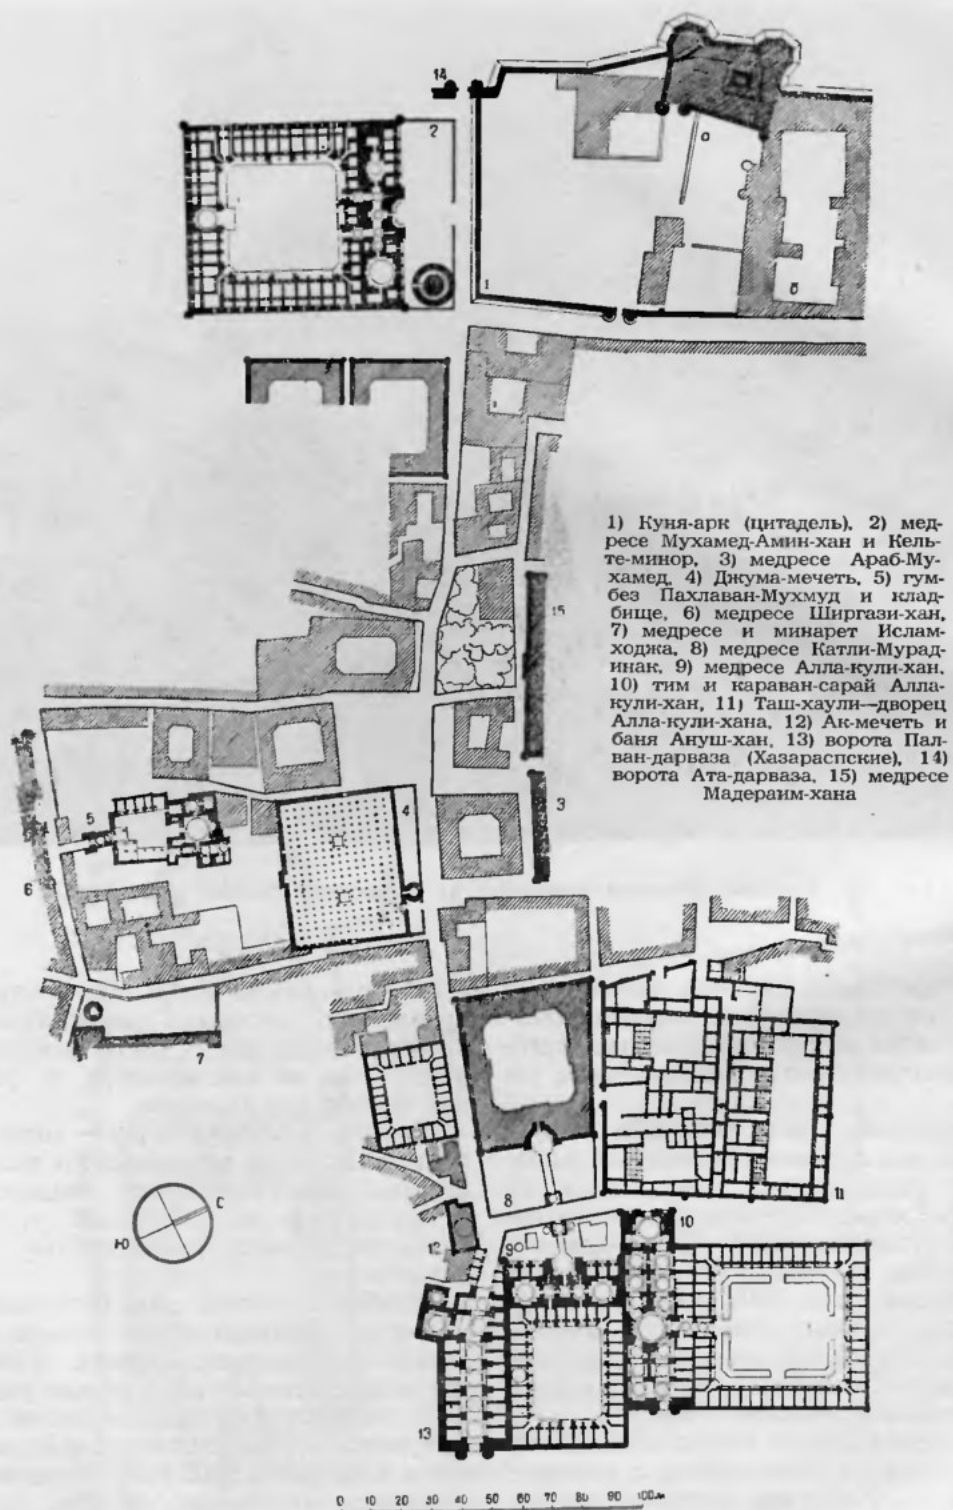 14
2
а
1
б
1) Куня-арк (цитадель), 2) мед-
ресе Мухамед-Амин-хан и Кель-
те-минор, 3) медресе Араб-Му-
хамед, 4) Джума-мечеть, 5) гум-
без Пахлаван-Мухмуд и клад-
бище, 6) медресе Ширгази-хан,
7) медресе и минарет Ислам-
ходжа, 8) медресе Катли-Мурад-
инак, 9) медресе Алла-кули-хан,
10) тим и караван-сарай Алла-
кули-хан, 11) Таш-хаули—дворец
Алла-кули-хана, 12) Ак-мечеть и
баня Ануш-хан, 13) ворота Пал-
ван-дарваза (Хазараспские), 14)
ворота Ата-дарваза, 15) медресе
Мадераим-хана
15
4
3
5
6
7
8
11
С
Ю
10
12
9
13
0 10 20 30 40 50 60 70 80 90 100м